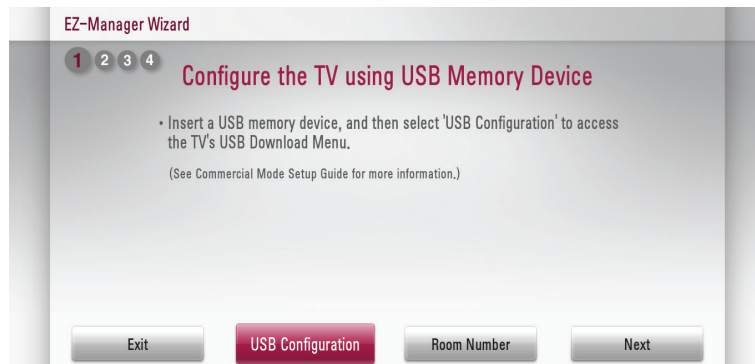 EZ-Manager Wizard
1 2 3 4
Configure the TV using USB Memory Device
• Insert a USB memory device, and then select 'USB Configuration' to access
the TV's USB Download Menu.
(See Commercial Mode Setup Guide for more information.)
Exit USB Configuration Room Number Next